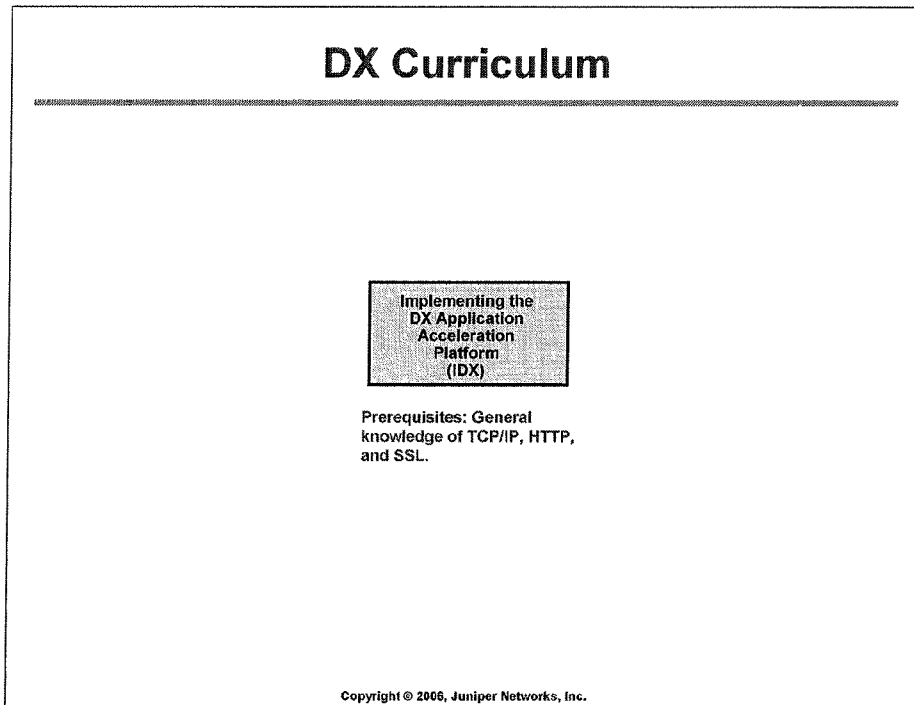 DX Curriculum
Implementing the
DX Application
Acceleration
Platform
(IDX)
Prerequisites: General
knowledge of TCP/IP, HTTP,
and SSL.
Copyright © 2006, Juniper Networks, Inc.